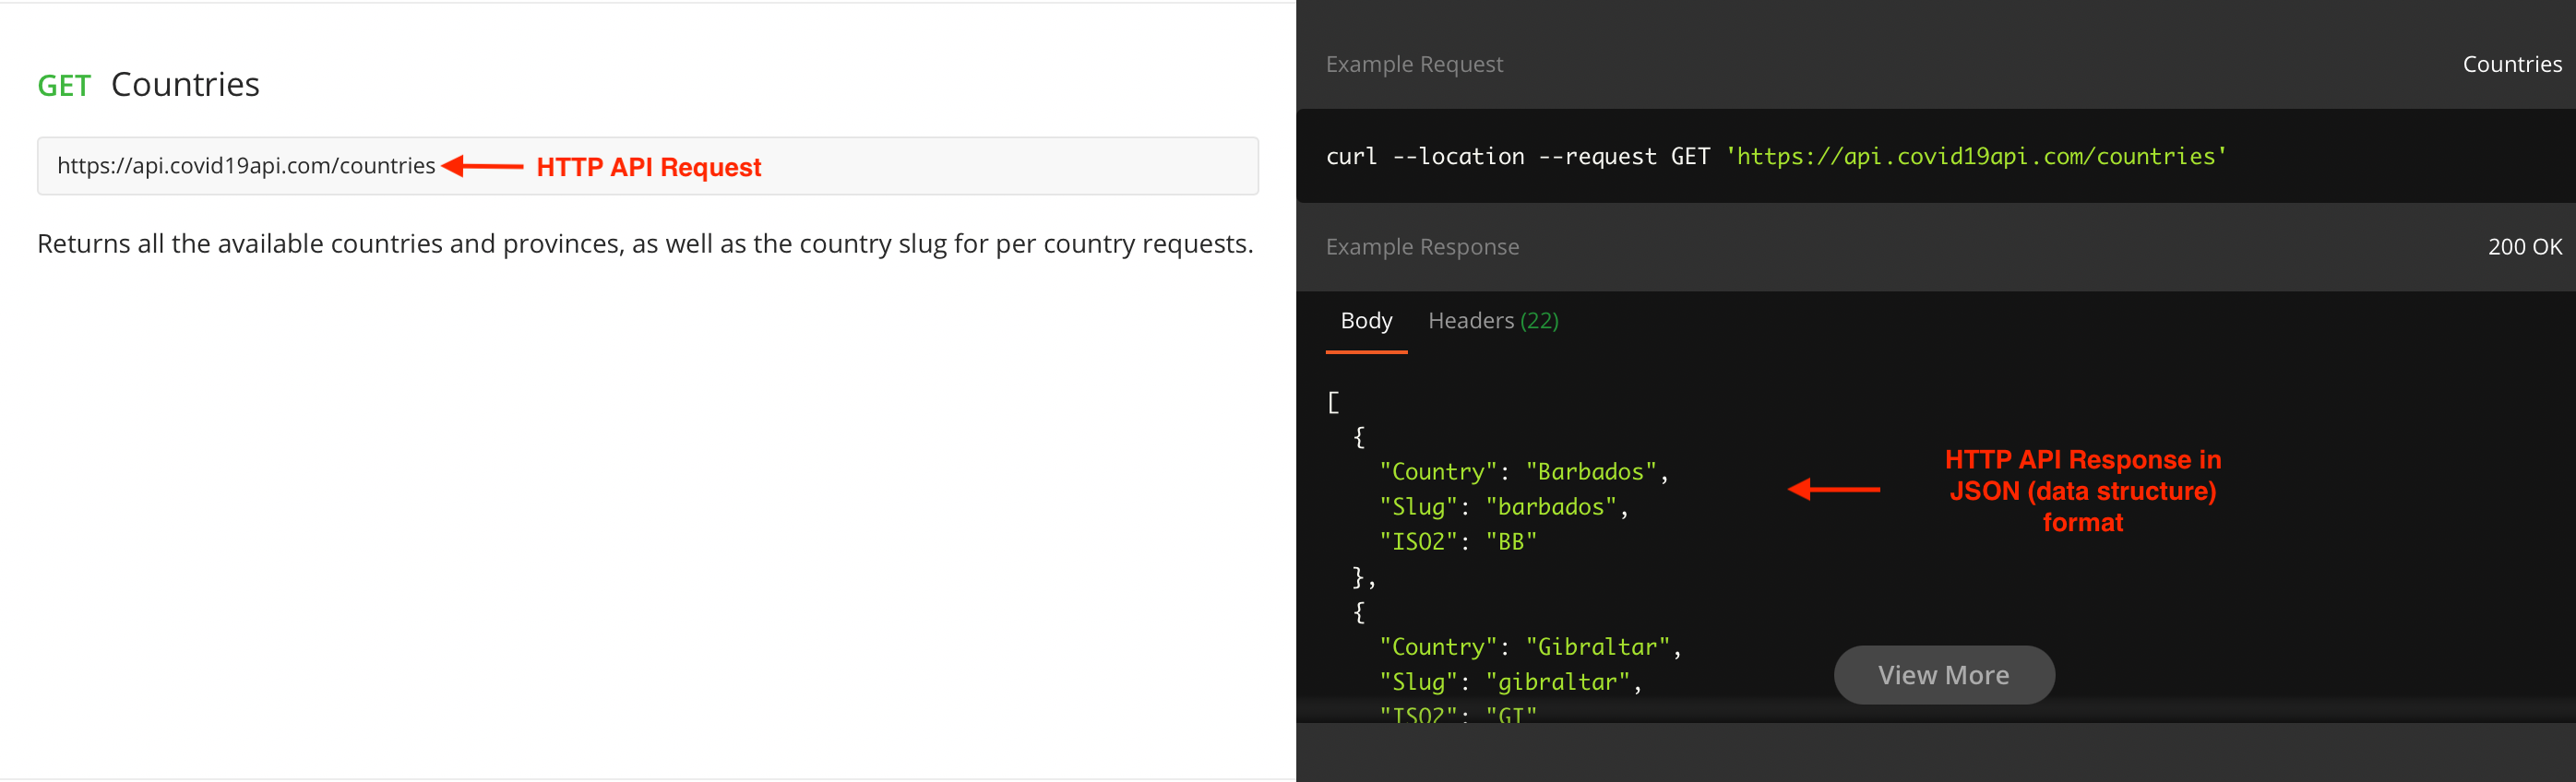 GET Countries
https://api.covid19api.com/countries
HTTP API Request
Returns all the available countries and provinces, as well as the country slug for per country requests.
Example Request
Countries
curl --location --request GET 'https://api.covid19api.com/countries'
Example Response
200 OK
Body
Headers (22)
[
{
"Country": "Barbados",
"Slug": "barbados",
"ISO2": "BB"
},
{
"Country": "Gibraltar",
"Slug": "gibraltar",
"ISO2": "GI"
HTTP API Response in
JSON (data structure)
format
View More